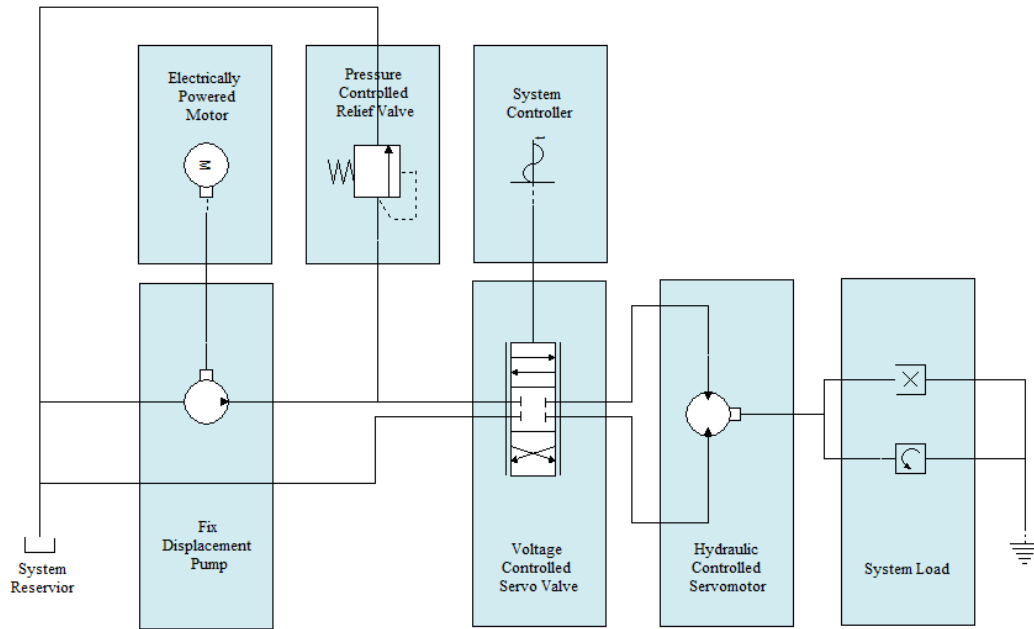 Electrically
Powered
Motor
M
Pressure
Controlled
Relief Valve
System
Controller
Fix
Displacement
Pump
Voltage
Controlled
Servo Valve
Hydraulic
Controlled
Servomotor
System Load
System
Reservior